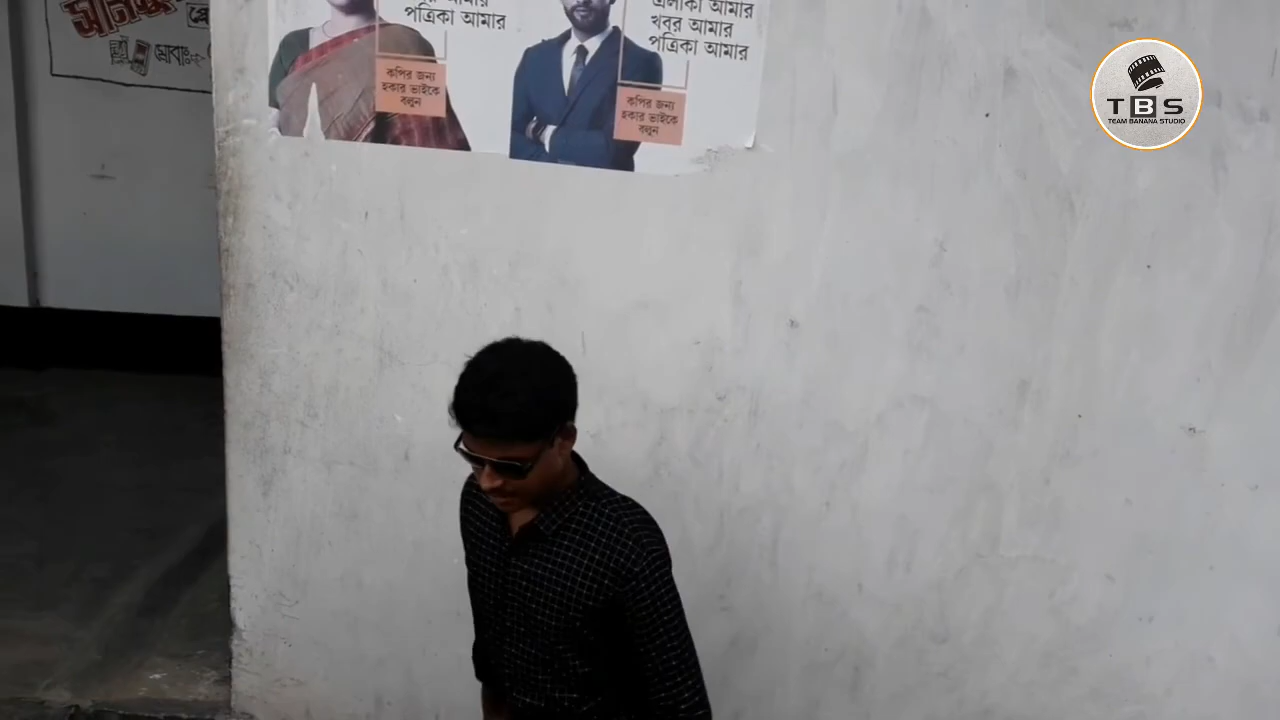 মোবাঃ
পত্রিকা আমার
কপির জন্য
হকার ভাইকে
বলুন
এলাকা আমার
খবর আমার
পত্রিকা আমার
কপির জন্য
হকার ভাইকে
বলুন
TBS
TEAM BANANA STUDIO